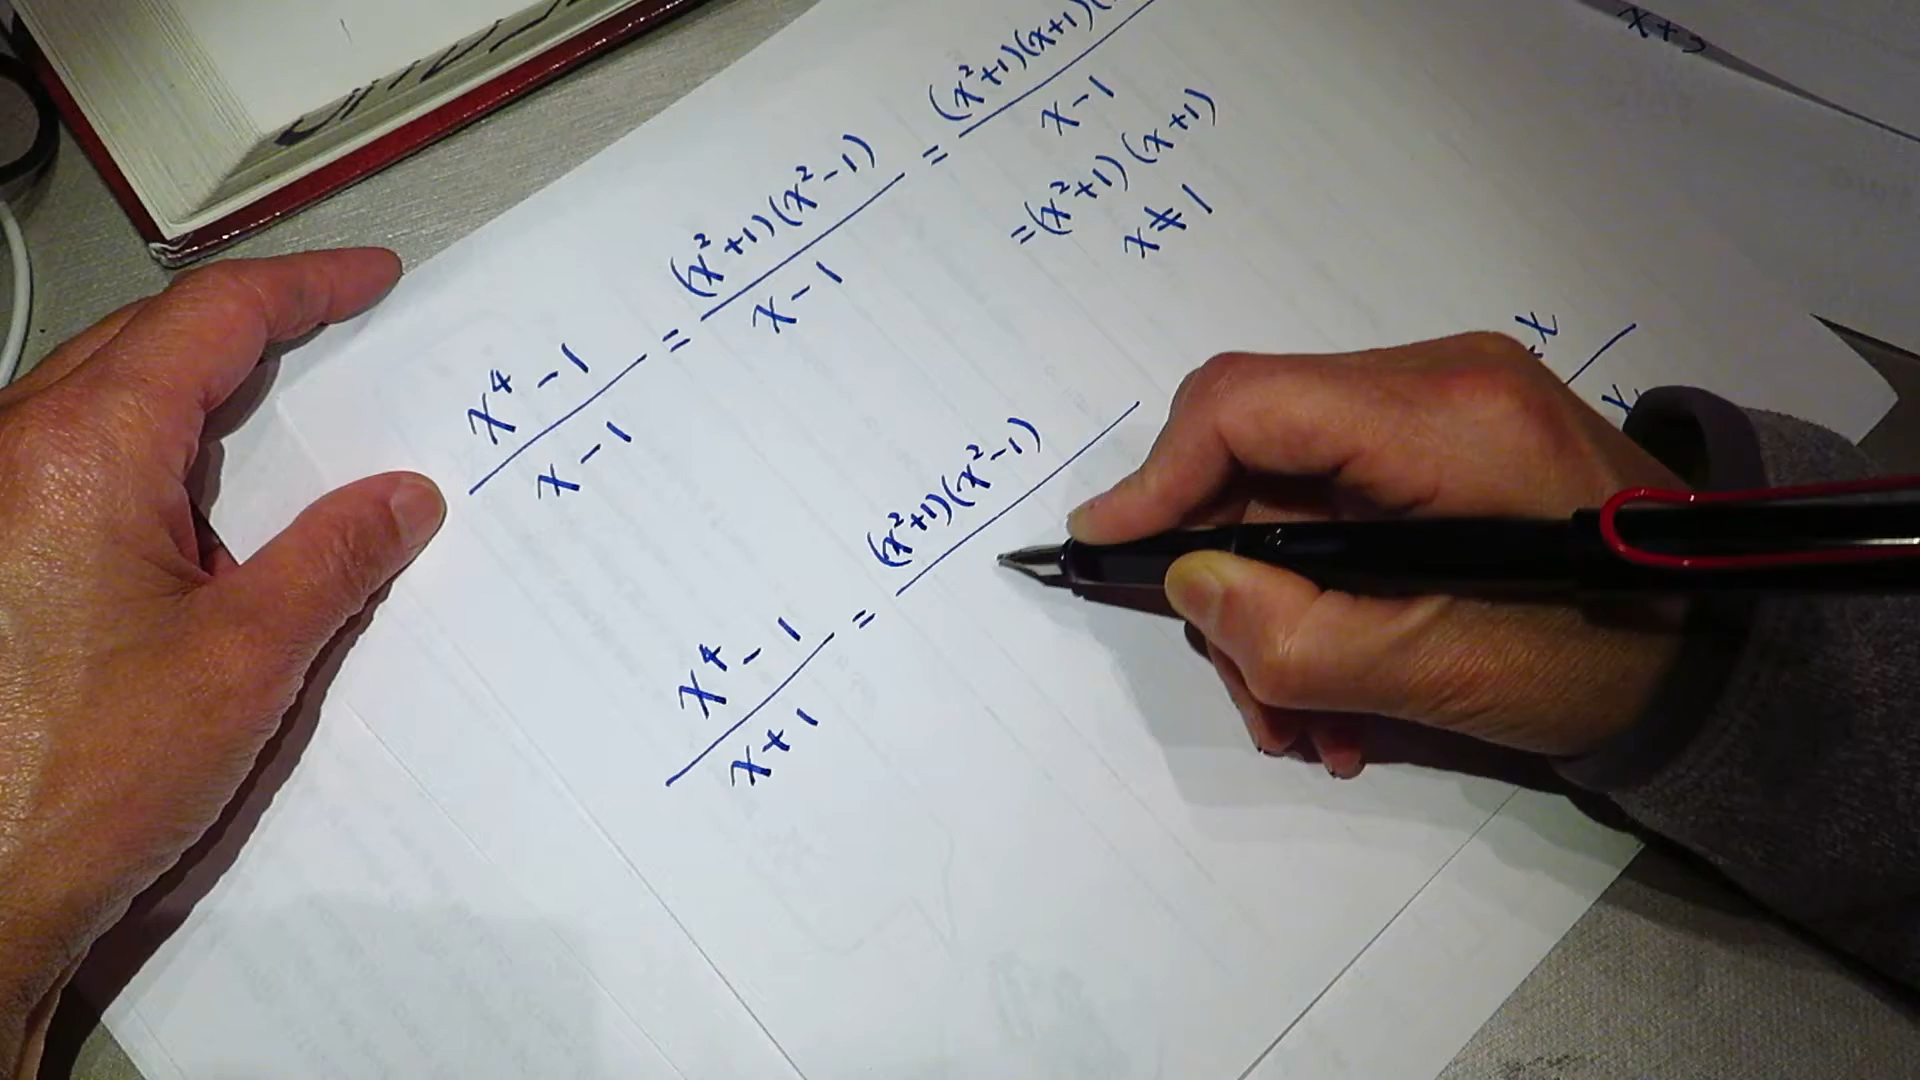 x⁴ - 1 / x - 1 = (x² + 1)(x² - 1) / x - 1 = (x² + 1)(x + 1)( / x - 1
= (x² + 1)(x + 1)
x ≠ 1
x⁴ - 1 / x + 1 = (x² + 1)(x² - 1)
x + 3